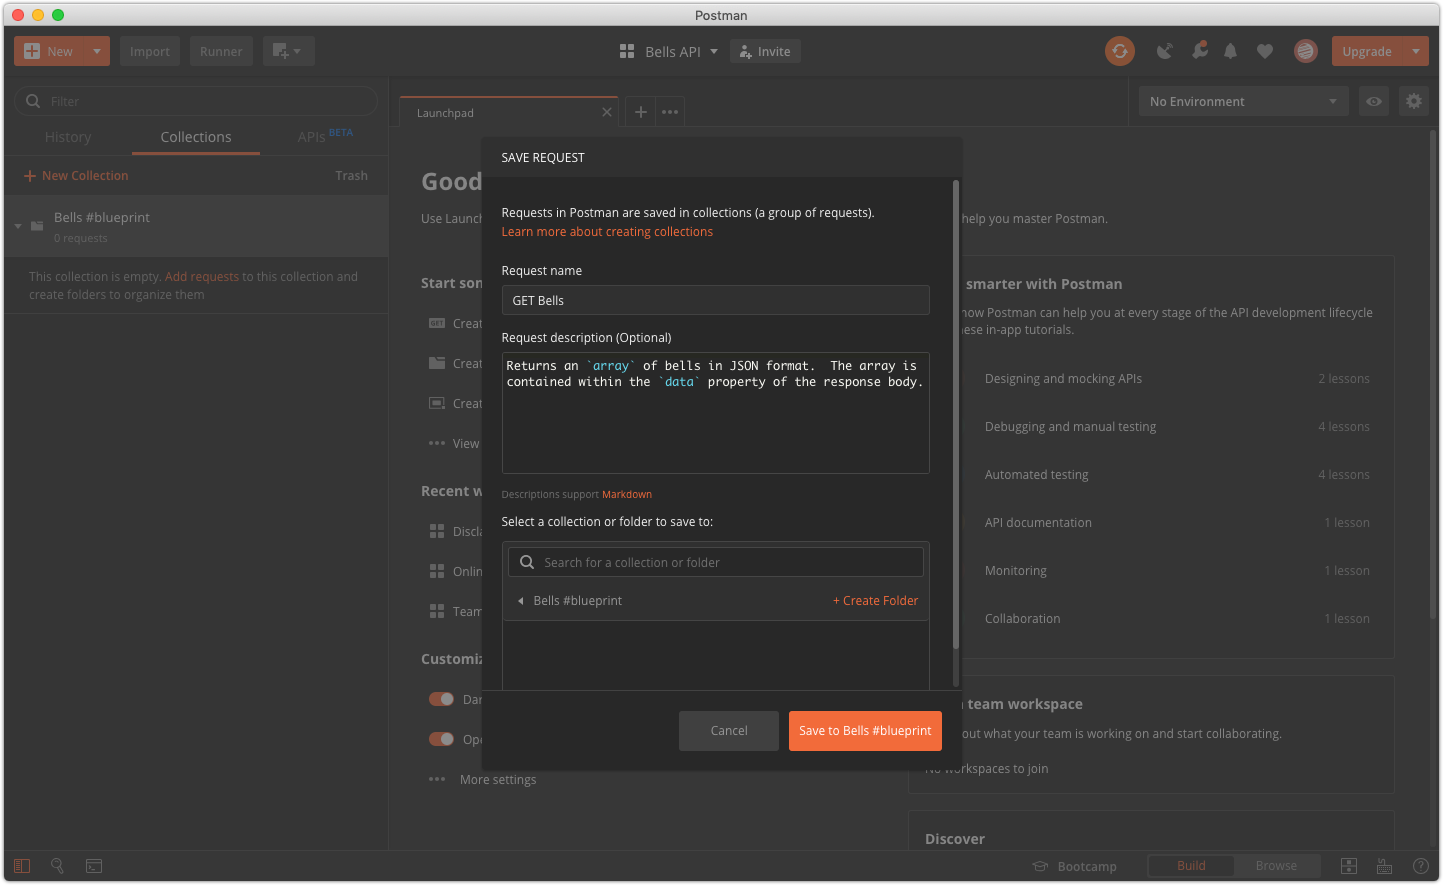 Postman
New
Import
Runner
Bells API
Invite
Upgrade
Filter
History
Collections
APIs BETA
New Collection
Trash
Bells #blueprint
0 requests
This collection is empty. Add requests to this collection and
create folders to organize them
Launchpad
No Environment
Good
Use Launch
help you master Postman.
Start som
Creat
Creat
Creat
View
Recent w
Discla
Onlin
Team
Customiz
Dar
Ope
More settings
SAVE REQUEST
Requests in Postman are saved in collections (a group of requests).
Learn more about creating collections
Request name
GET Bells
Request description (Optional)
Returns an `array` of bells in JSON format.  The array is
contained within the `data` property of the response body.
Descriptions support Markdown
Select a collection or folder to save to:
Search for a collection or folder
Bells #blueprint
+ Create Folder
Cancel
Save to Bells #blueprint
smarter with Postman
how Postman can help you at every stage of the API development lifecycle
in-app tutorials.
Designing and mocking APIs
2 lessons
Debugging and manual testing
4 lessons
Automated testing
4 lessons
API documentation
1 lesson
Monitoring
1 lesson
Collaboration
1 lesson
team workspace
out what your team is working on and start collaborating.
No workspaces to join
Discover
Bootcamp
Build
Browse